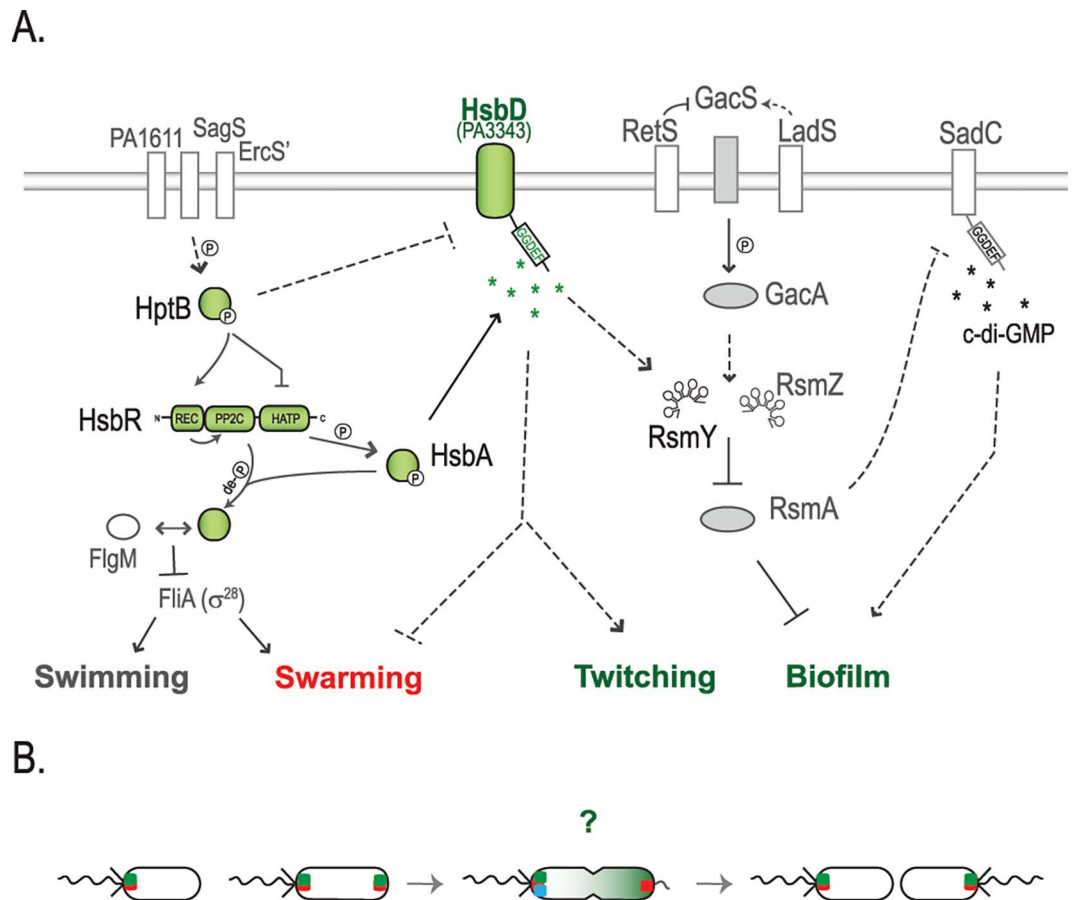 A.
PA1611
SagS
ErcS'
HsbD
(PA3343)
RetS
GacS
LadS
SadC
GGDEF
GGDEF
P
P
HptB
P
GacA
c-di-GMP
HsbR
N
REC
PP2C
HATP
C
P
HsbA
P
RsmY
RsmZ
de-P
RsmA
FlgM
FliA (σ28)
Swimming
Swarming
Twitching
Biofilm
B.
?